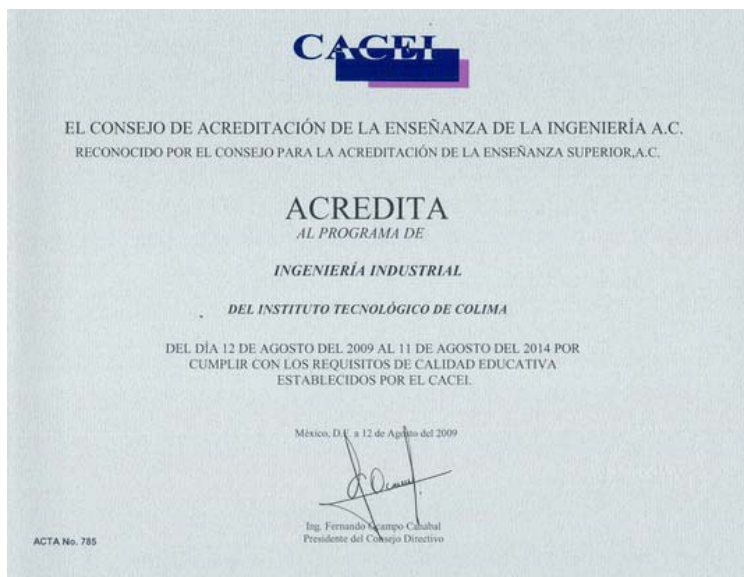 CACEI
EL CONSEJO DE ACREDITACIÓN DE LA ENSEÑANZA DE LA INGENIERÍA A.C.
RECONOCIDO POR EL CONSEJO PARA LA ACREDITACIÓN DE LA ENSEÑANZA SUPERIOR,A.C.
ACREDITA
AL PROGRAMA DE
INGENIERÍA INDUSTRIAL
DEL INSTITUTO TECNOLÓGICO DE COLIMA
DEL DÍA 12 DE AGOSTO DEL 2009 AL 11 DE AGOSTO DEL 2014 POR
CUMPLIR CON LOS REQUISITOS DE CALIDAD EDUCATIVA
ESTABLECIDOS POR EL CACEI.
México, D.F. a 12 de Agosto del 2009
Ing. Fernando Ocampo Canabal
Presidente del Consejo Directivo
ACTA No. 785